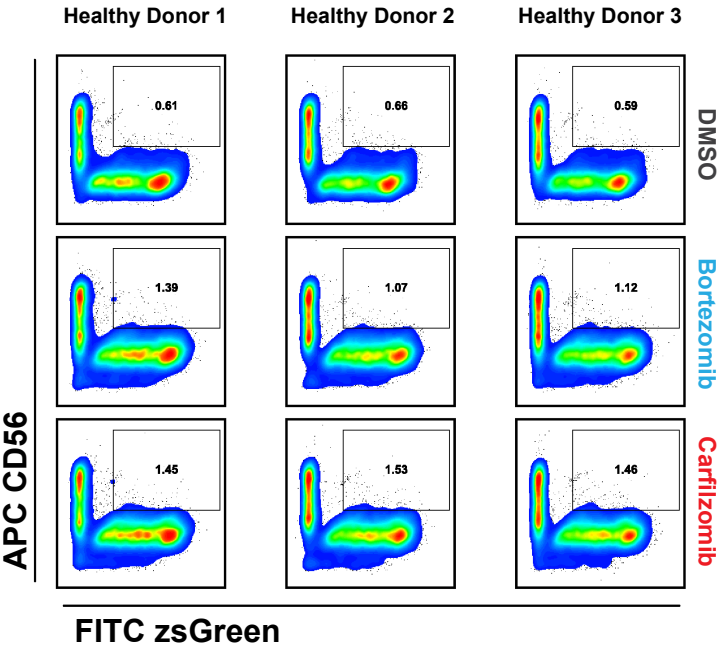 Healthy Donor 1 Healthy Donor 2 Healthy Donor 3
0.61 0.66 0.59
DMSO
1.39 1.07 1.12
Bortezomib
1.45 1.53 1.46
Carfilzomib
APC CD56
FITC zsGreen